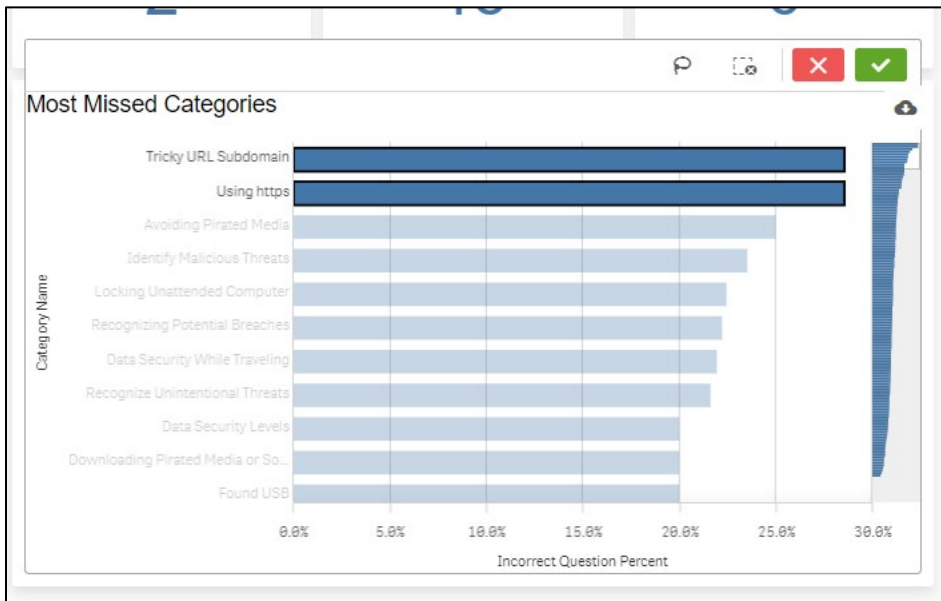 Most Missed Categories
Category Name
Tricky URL Subdomain
Using https
Avoiding Pirated Media
Identify Malicious Threats
Locking Unattended Computer
Recognizing Potential Breaches
Data Security While Traveling
Recognize Unintentional Threats
Data Security Levels
Downloading Pirated Media or So...
Found USB
0.0% 5.0% 10.0% 15.0% 20.0% 25.0% 30.0%
Incorrect Question Percent